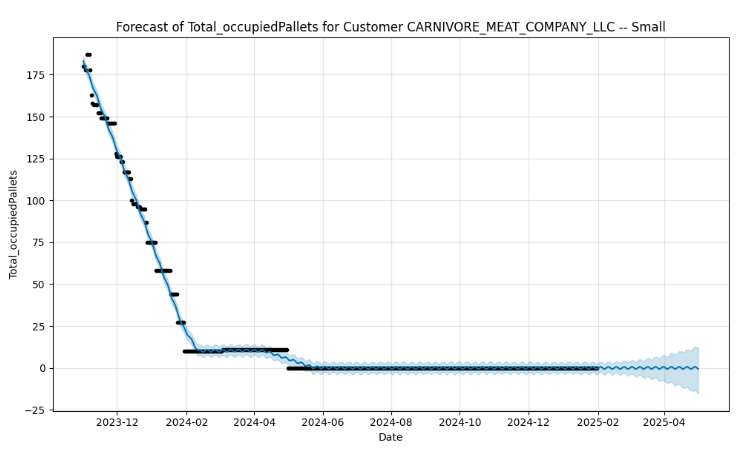 Forecast of Total_occupiedPallets for Customer CARNIVORE_MEAT_COMPANY_LLC -- Small
175
150
125
100
75
50
25
0
−25
Total_occupiedPallets
2023-12 2024-02 2024-04 2024-06 2024-08 2024-10 2024-12 2025-02 2025-04
Date